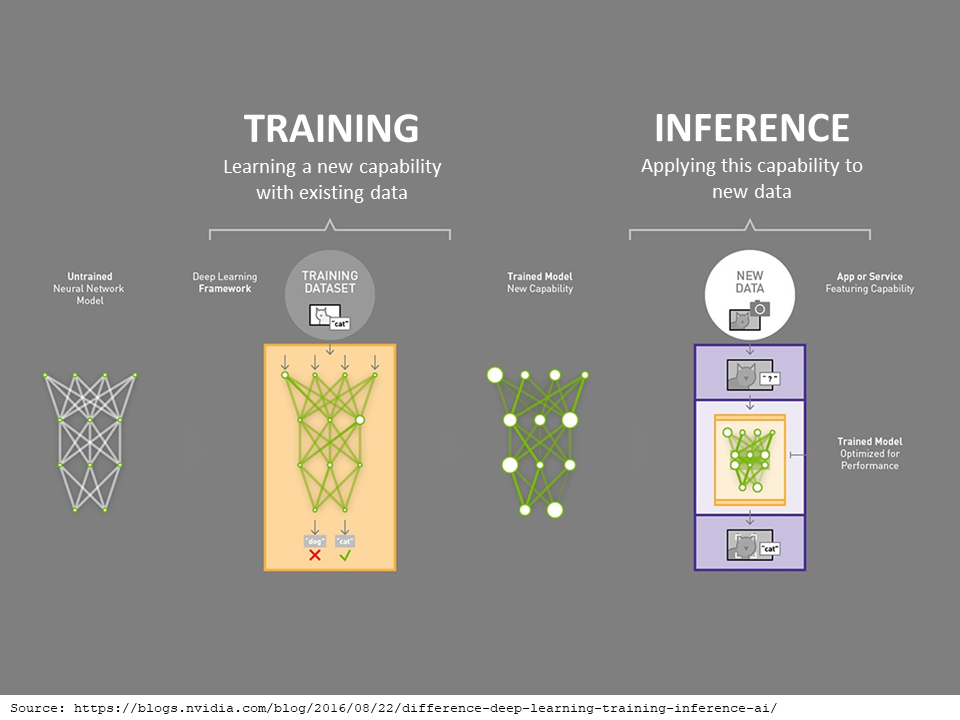 TRAINING
Learning a new capability
with existing data
INFERENCE
Applying this capability to
new data
Untrained
Neural Network
Model
Deep Learning
Framework
TRAINING
DATASET
"cat"
"dog"
"cat"
Trained Model
New Capability
NEW
DATA
App or Service
Featuring Capability
"?"
Trained Model
Optimized for
Performance
"cat"
Source: https://blogs.nvidia.com/blog/2016/08/22/difference-deep-learning-training-inference-ai/